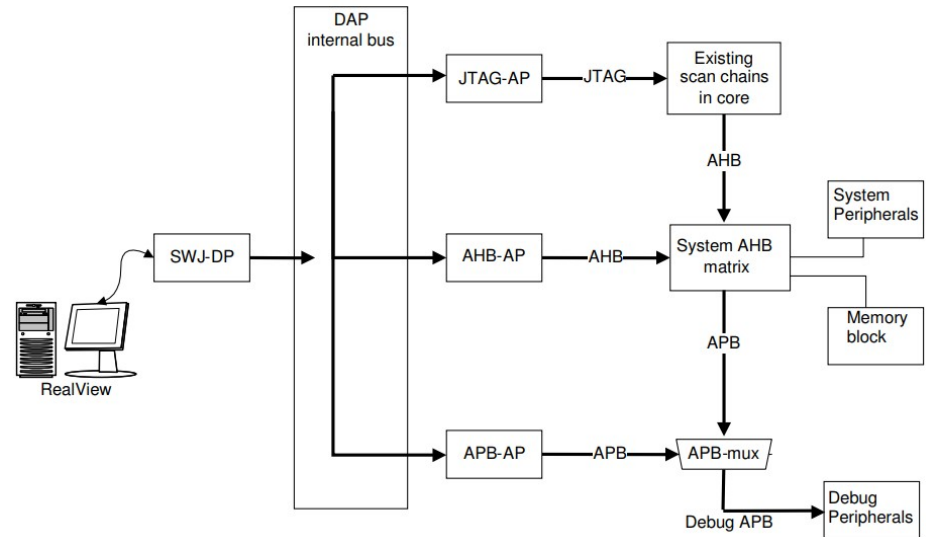 DAP
internal bus
JTAG-AP
JTAG
Existing
scan chains
in core
AHB
System
Peripherals
SWJ-DP
AHB-AP
AHB
System AHB
matrix
Memory
block
APB
RealView
APB-AP
APB
APB-mux
Debug APB
Debug
Peripherals